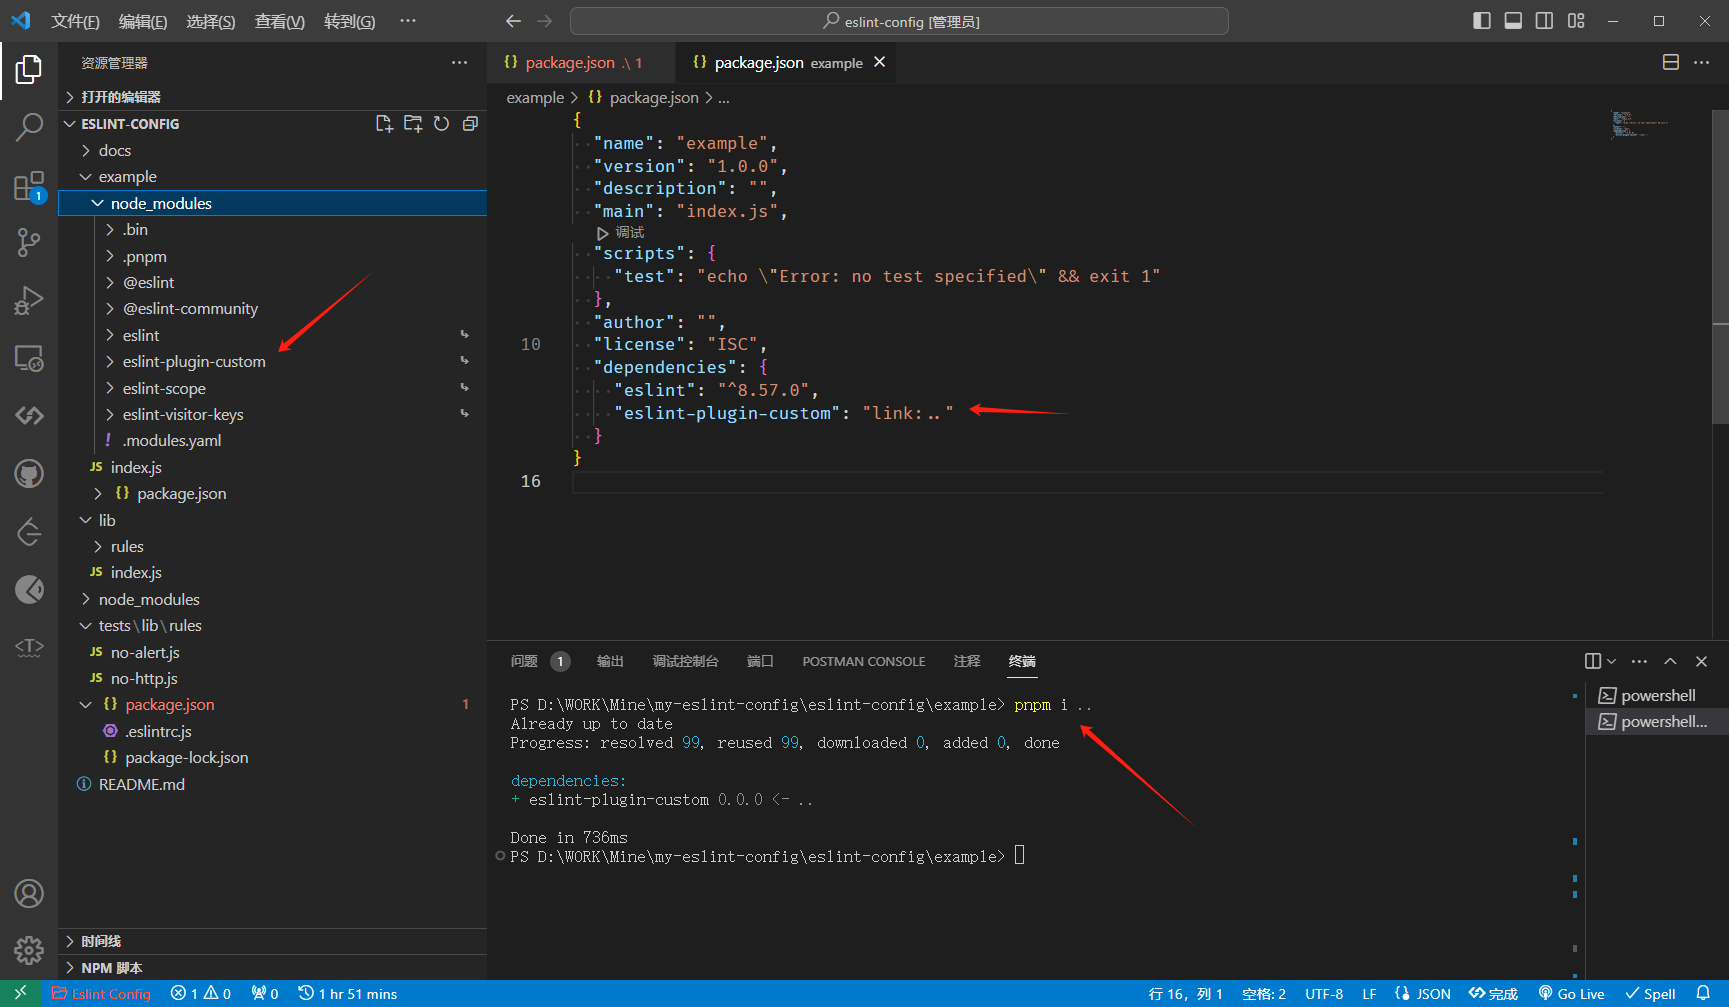 文件(F) 编辑(E) 选择(S) 查看(V) 转到(G) ···
eslint-config [管理员]
资源管理器 ···
打开的编辑器
ESLINT-CONFIG
docs
example
node_modules
.bin
.pnpm
@eslint
@eslint-community
eslint
eslint-plugin-custom
eslint-scope
eslint-visitor-keys
! .modules.yaml
JS index.js
{} package.json
lib
rules
JS index.js
node_modules
tests\lib\rules
JS no-alert.js
JS no-http.js
{} package.json 1
.eslintrc.js
{} package-lock.json
README.md
时间线
NPM 脚本
1
{} package.json .\ 1
{} package.json example
example > {} package.json > ...
{
"name": "example",
"version": "1.0.0",
"description": "",
"main": "index.js",
调试
"scripts": {
"test": "echo \"Error: no test specified\" && exit 1"
},
"author": "",
10 "license": "ISC",
"dependencies": {
"eslint": "^8.57.0",
"eslint-plugin-custom": "link:.."
}
}
16
问题 1 输出 调试控制台 端口 POSTMAN CONSOLE 注释 终端
PS D:\WORK\Mine\my-eslint-config\eslint-config\example> pnpm i ..
Already up to date
Progress: resolved 99, reused 99, downloaded 0, added 0, done
dependencies:
+ eslint-plugin-custom 0.0.0 <- ..
Done in 736ms
PS D:\WORK\Mine\my-eslint-config\eslint-config\example>
powershell
powershell...
Eslint Config 1 0 0 1 hr 51 mins
行 16，列 1 空格: 2 UTF-8 LF JSON 完成 Go Live Spell